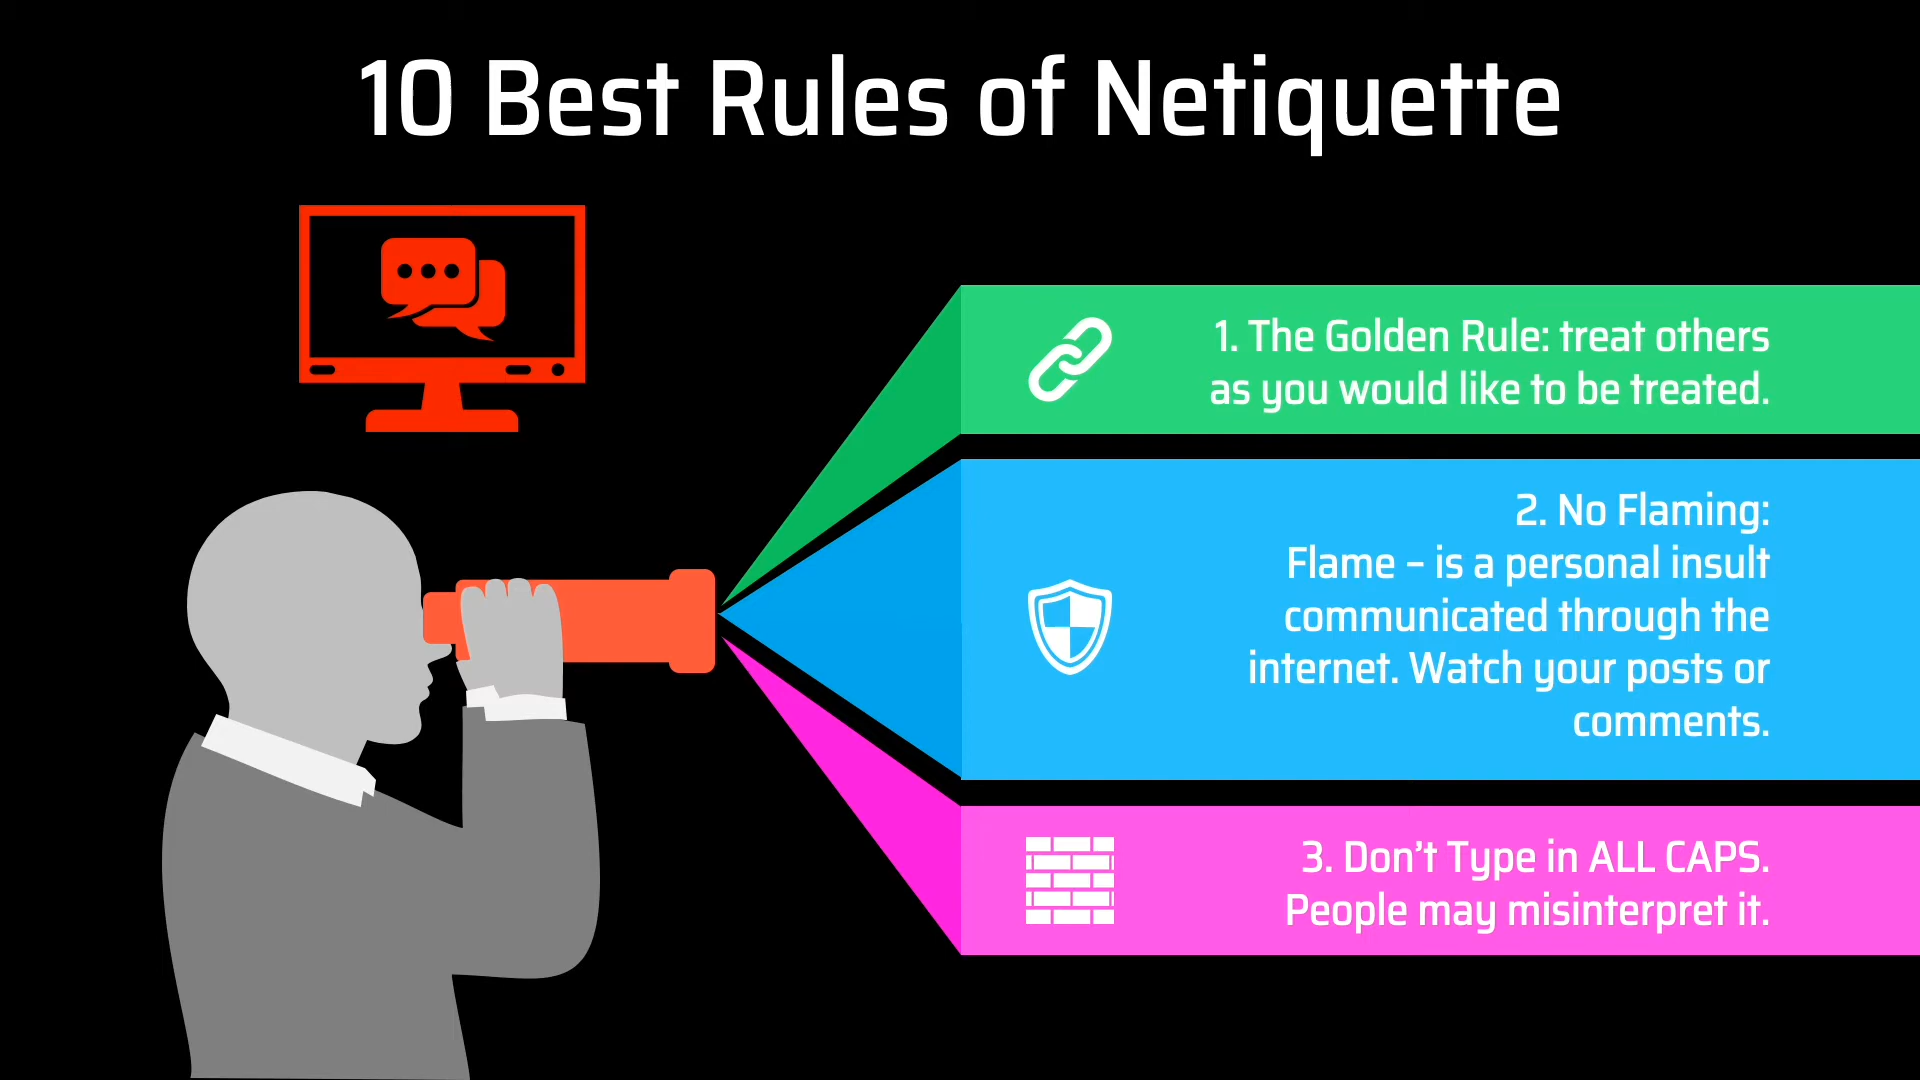 10 Best Rules of Netiquette
1. The Golden Rule: treat others
as you would like to be treated.
2. No Flaming:
Flame – is a personal insult
communicated through the
internet. Watch your posts or
comments.
3. Don’t Type in ALL CAPS.
People may misinterpret it.